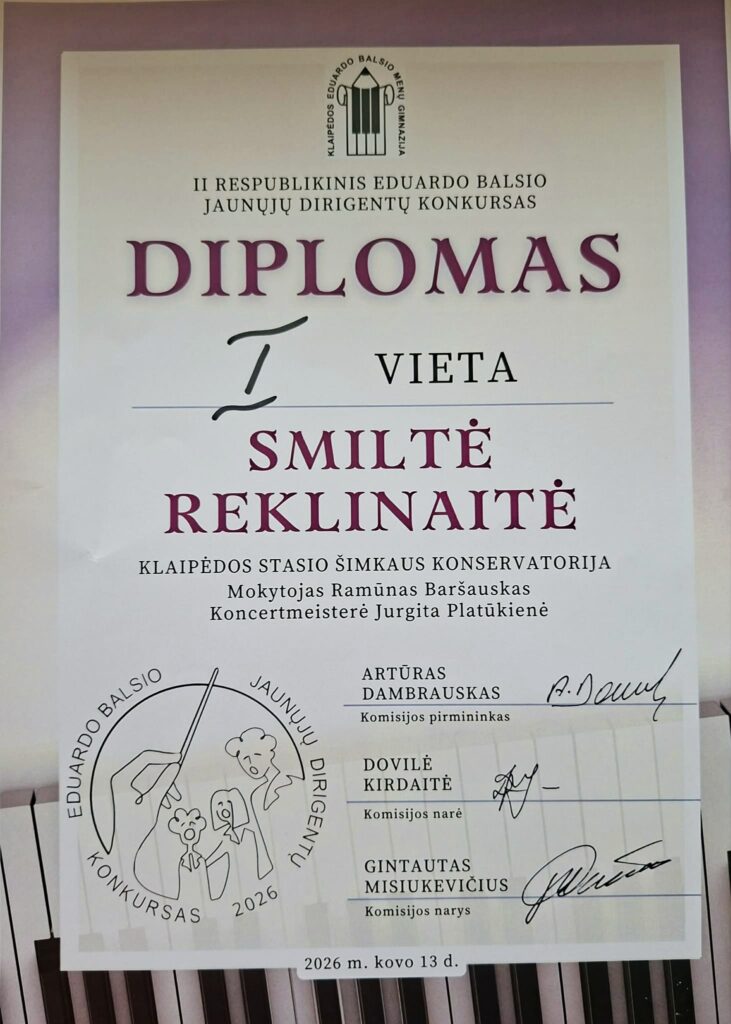 KLAIPĖDOS EDUARDO BALSIO MENŲ GIMNAZIJA
II RESPUBLIKINIS EDUARDO BALSIO
JAUNŲJŲ DIRIGENTŲ KONKURSAS
DIPLOMAS
I VIETA
SMILTĖ
REKLINAITĖ
KLAIPĖDOS STASIO ŠIMKAUS KONSERVATORIJA
Mokytojas Ramūnas Baršauskas
Koncertmeisterė Jurgita Platūkienė
EDUARDO BALSIO JAUNŲJŲ DIRIGENTŲ
KONKURSAS 2026
ARTŪRAS
DAMBRAUSKAS
Komisijos pirmininkas
DOVILĖ
KIRDAITĖ
Komisijos narė
GINTAUTAS
MISIUKEVIČIUS
Komisijos narys
2026 m. kovo 13 d.